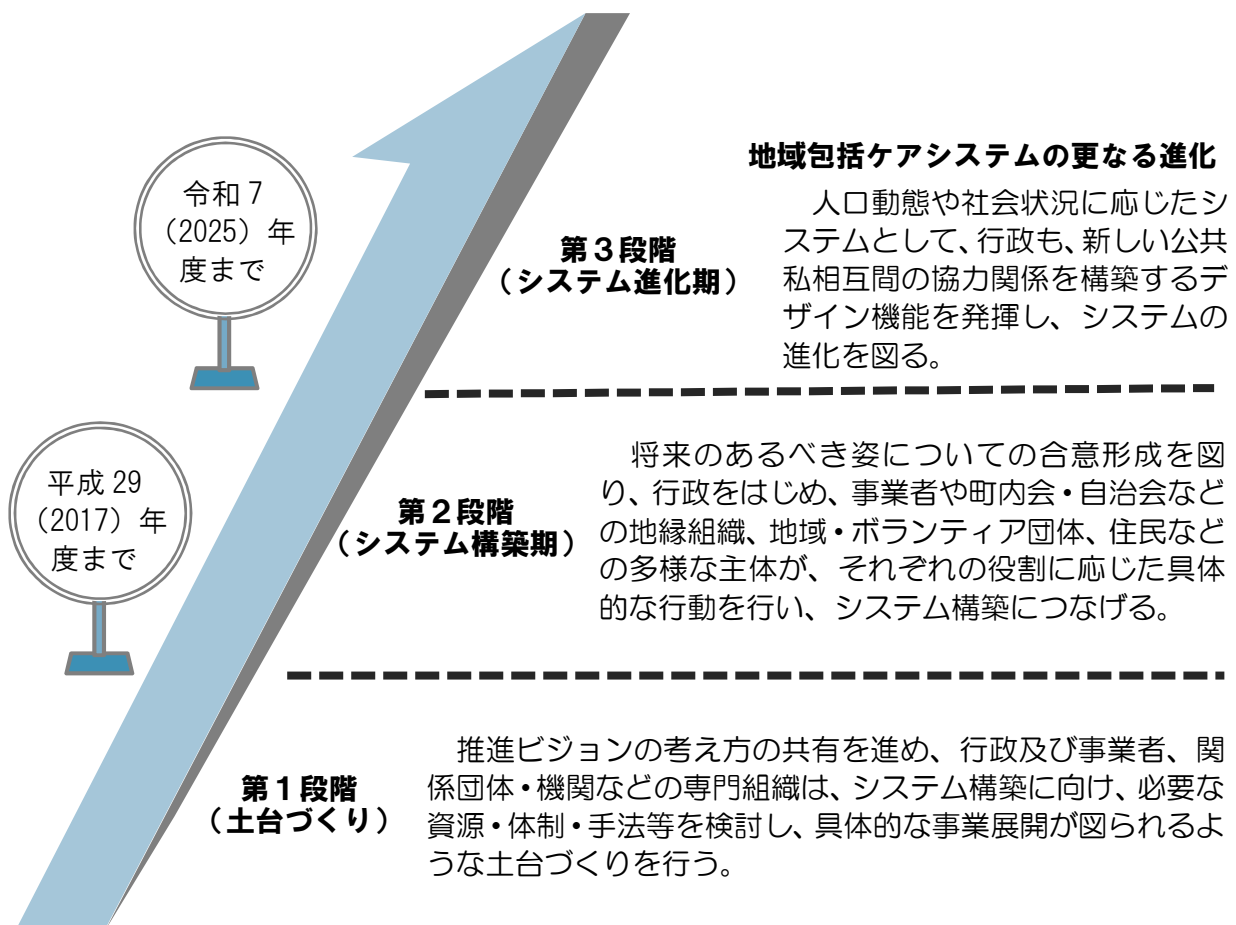 地域包括ケアシステムの更なる進化
令和7
（2025）年
度まで
第３段階
（システム進化期）
人口動態や社会状況に応じたシ
ステムとして、行政も、新しい公共
私相互間の協力関係を構築するデ
ザイン機能を発揮し、システムの
進化を図る。
平成29
（2017）年
度まで
第２段階
（システム構築期）
将来のあるべき姿についての合意形成を図
り、行政をはじめ、事業者や町内会・自治会など
の地縁組織、地域・ボランティア団体、住民など
の多様な主体が、それぞれの役割に応じた具体
的な行動を行い、システム構築につなげる。
第１段階
（土台づくり）
推進ビジョンの考え方の共有を進め、行政及び事業者、関
係団体・機関などの専門組織は、システム構築に向け、必要な
資源・体制・手法等を検討し、具体的な事業展開が図られるよ
うな土台づくりを行う。